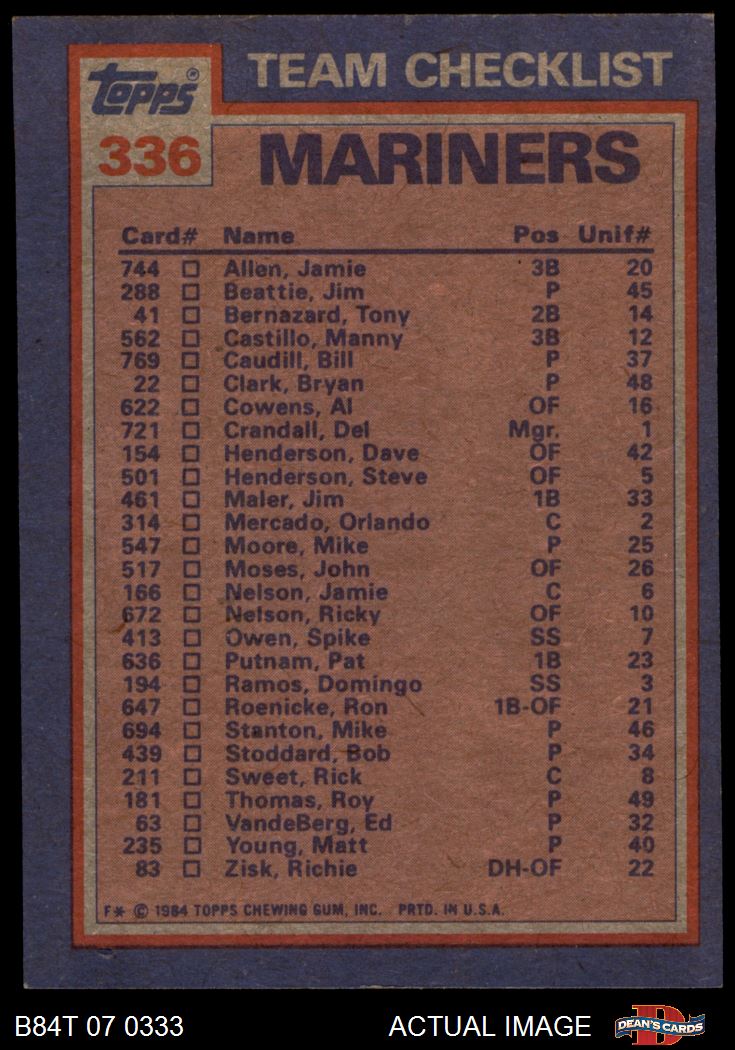 TEAM CHECKLIST
Topps®
336 MARINERS
Card# Name Pos Unif#
744 □ Allen, Jamie 3B 20
288 □ Beattie, Jim P 45
41 □ Bernazard, Tony 2B 14
562 □ Castillo, Manny 3B 12
769 □ Caudill, Bill P 37
22 □ Clark, Bryan P 48
622 □ Cowens, Al OF 16
721 □ Crandall, Del Mgr. 1
154 □ Henderson, Dave OF 42
501 □ Henderson, Steve OF 5
461 □ Maler, Jim 1B 33
314 □ Mercado, Orlando C 2
547 □ Moore, Mike P 25
517 □ Moses, John OF 26
166 □ Nelson, Jamie C 6
672 □ Nelson, Ricky OF 10
413 □ Owen, Spike SS 7
636 □ Putnam, Pat 1B 23
194 □ Ramos, Domingo SS 3
647 □ Roenicke, Ron 1B-OF 21
694 □ Stanton, Mike P 46
439 □ Stoddard, Bob P 34
211 □ Sweet, Rick C 8
181 □ Thomas, Roy P 49
63 □ VandeBerg, Ed P 32
235 □ Young, Matt P 40
83 □ Zisk, Richie DH-OF 22
F* © 1984 TOPPS CHEWING GUM, INC. PRTD. IN U.S.A.
B84T 07 0333 ACTUAL IMAGE DEAN'S CARDS